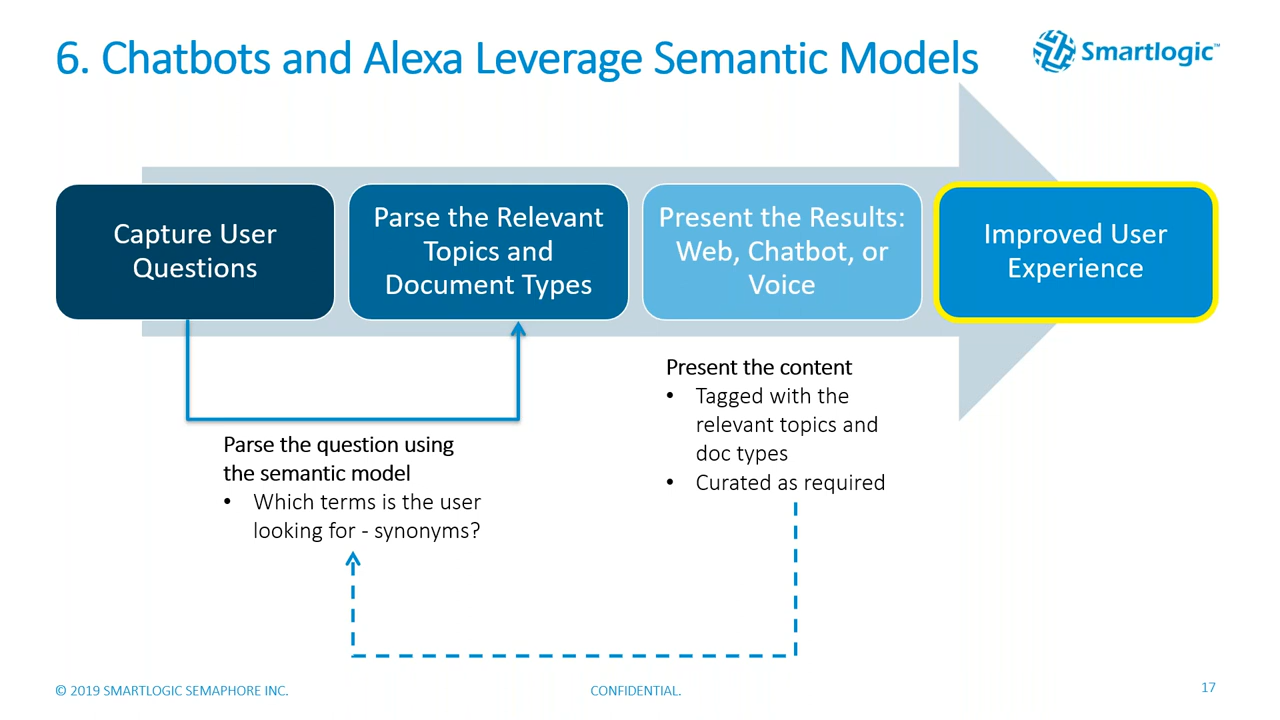 6. Chatbots and Alexa Leverage Semantic Models
Smartlogic™
Capture User
Questions
Parse the Relevant
Topics and
Document Types
Present the Results:
Web, Chatbot, or
Voice
Improved User
Experience
Parse the question using
the semantic model
• Which terms is the user
looking for - synonyms?
Present the content
• Tagged with the
relevant topics and
doc types
• Curated as required
© 2019 SMARTLOGIC SEMAPHORE INC.
CONFIDENTIAL.
17